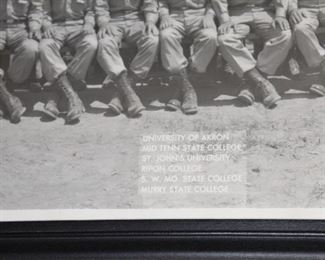 UNIVERSITY OF AKRON
MID TENN STATE COLLEGE
ST. JOHN'S UNIVERSITY
RIPON COLLEGE
S. W. MO. STATE COLLEGE
MURRY STATE COLLEGE